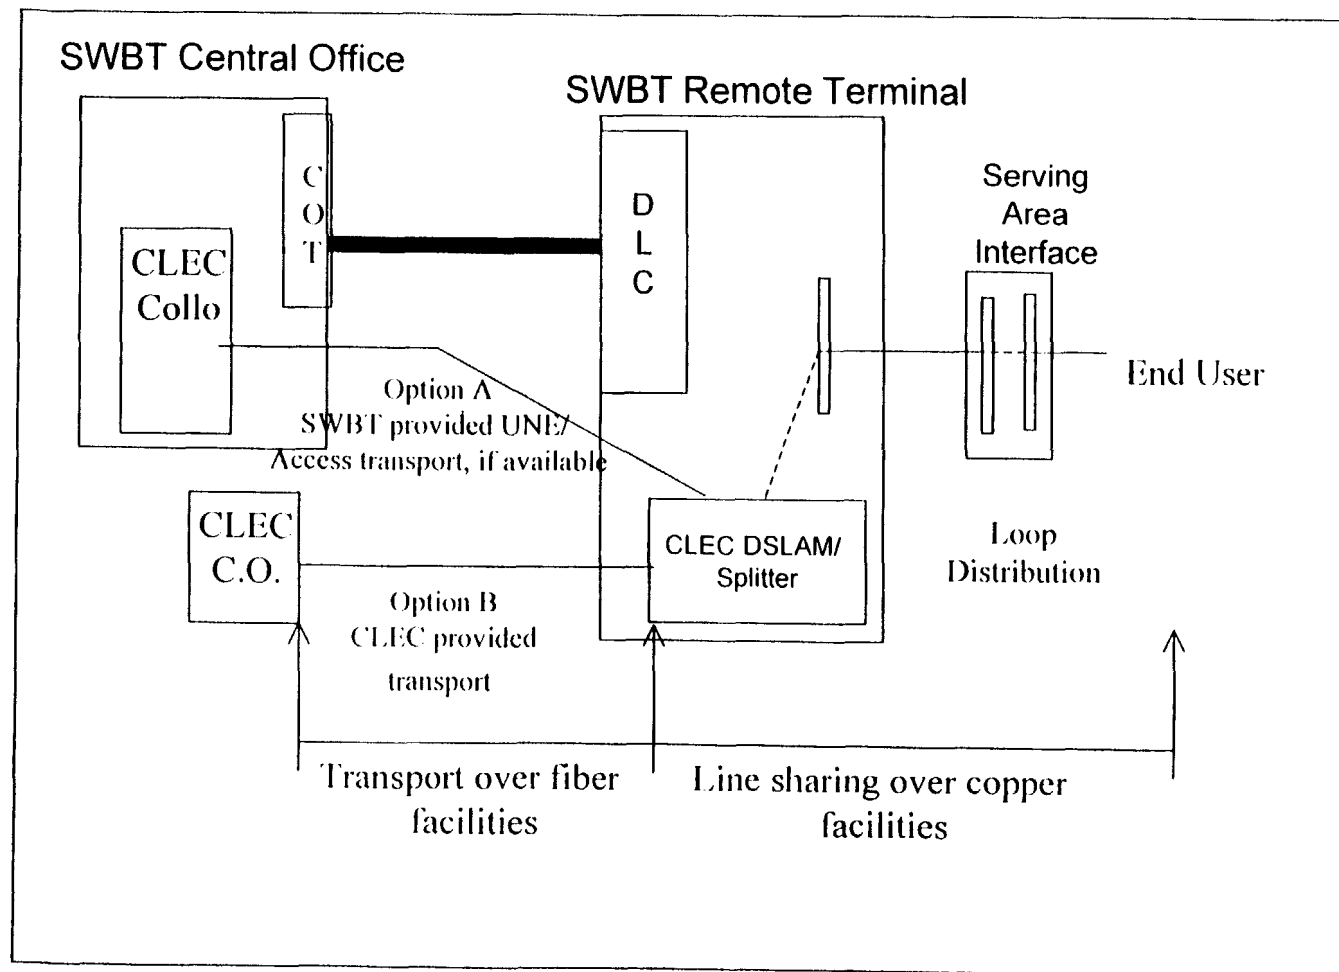 SWBT Central Office
SWBT Remote Terminal
C
O
T
D
L
C
Serving
Area
Interface
CLEC
Collo
End User
Option A
SWBT provided UNE/
Access transport, if available
CLEC
C.O.
CLEC DSLAM/
Splitter
Loop
Distribution
Option B
CLEC provided
transport
Transport over fiber
facilities
Line sharing over copper
facilities